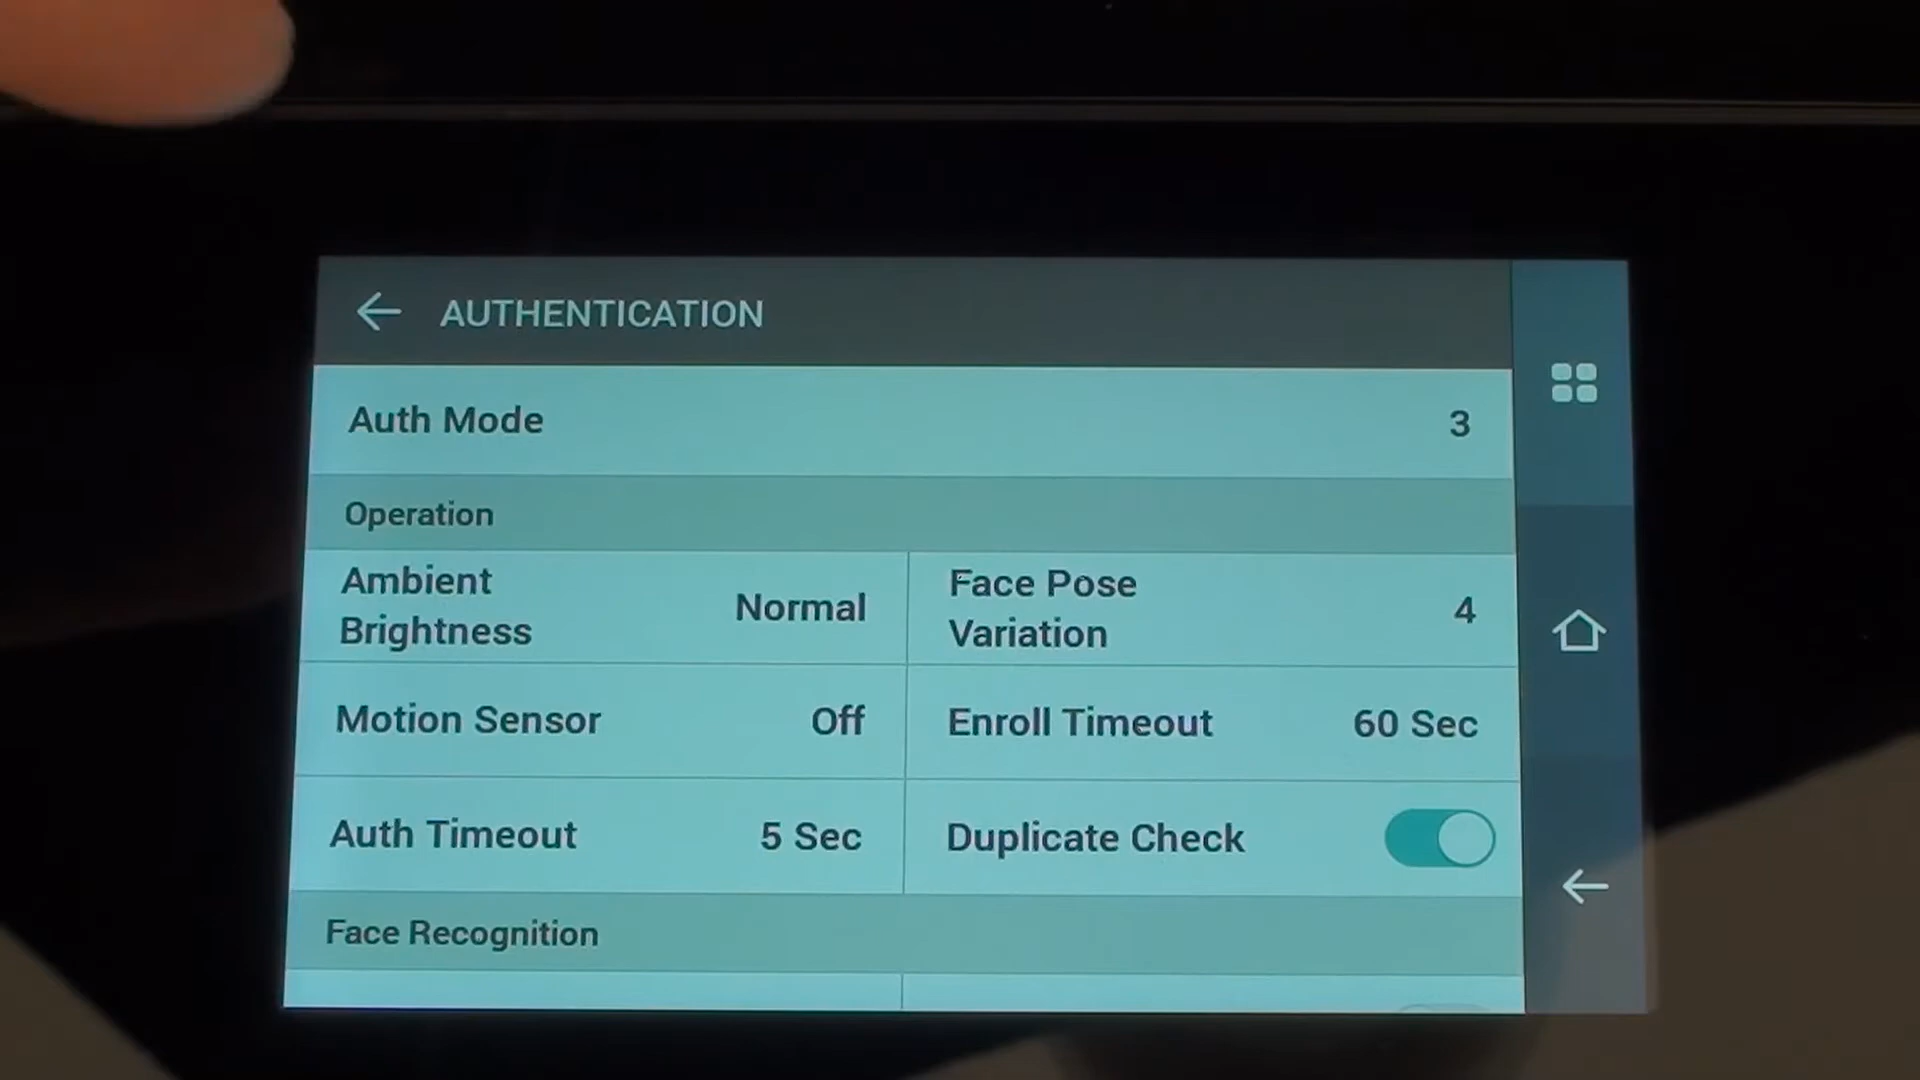 AUTHENTICATION
Auth Mode 3
Operation
Ambient Brightness Normal
Face Pose Variation 4
Motion Sensor Off
Enroll Timeout 60 Sec
Auth Timeout 5 Sec
Duplicate Check
Face Recognition